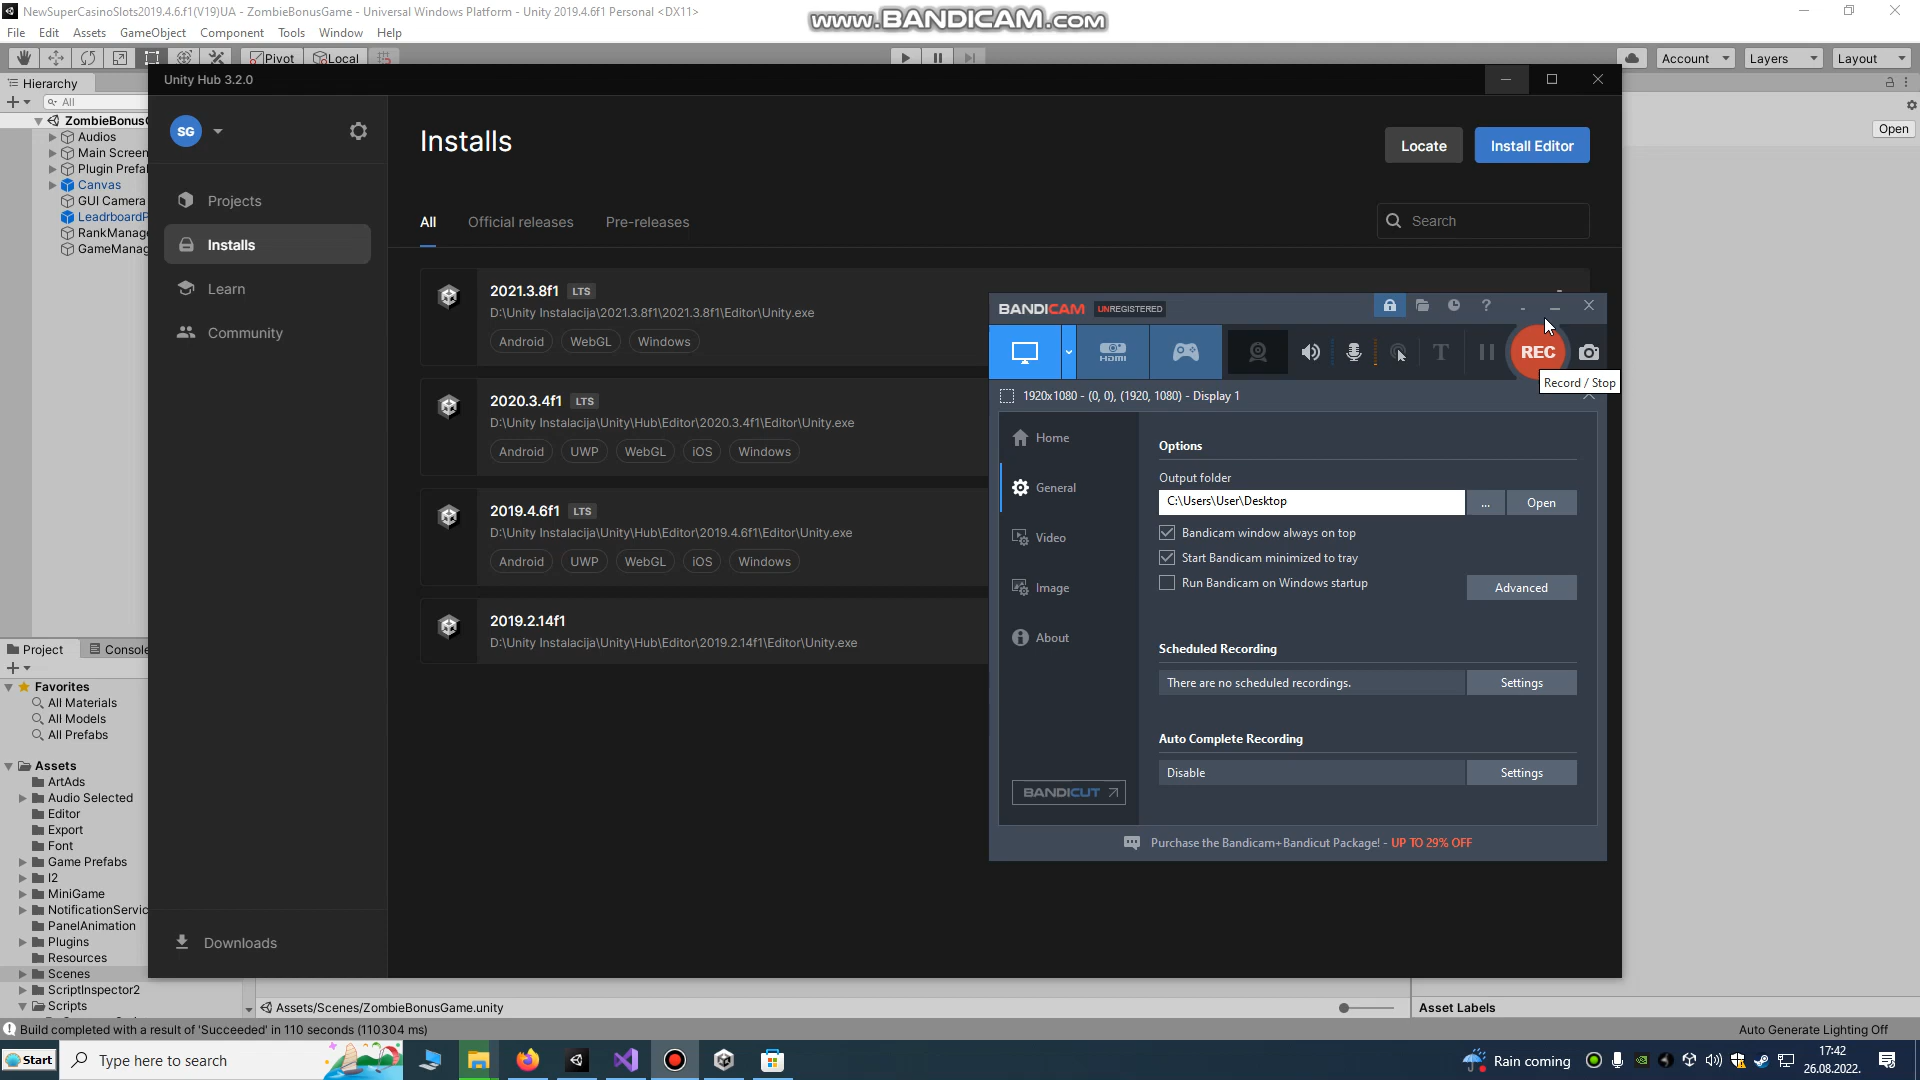 NewSuperCasinoSlots2019.4.6.f1(V19)UA - ZombieBonusGame - Universal Windows Platform - Unity 2019.4.6f1 Personal <DX11>
www.BANDICAM.com
File Edit Assets GameObject Component Tools Window Help
Pivot Local Account Layers Layout
Hierarchy
All
ZombieBonusG
Audios
Main Screen
Plugin Prefa
Canvas
GUI Camera
LeadrboardP
RankManag
GameManag
Open
Unity Hub 3.2.0
SG
Projects
Installs
Learn
Community
Downloads
Installs
Locate
Install Editor
All Official releases Pre-releases
Search
2021.3.8f1 LTS
D:\Unity Instalacija\2021.3.8f1\2021.3.8f1\Editor\Unity.exe
Android WebGL Windows
2020.3.4f1 LTS
D:\Unity Instalacija\Unity\Hub\Editor\2020.3.4f1\Editor\Unity.exe
Android UWP WebGL iOS Windows
2019.4.6f1 LTS
D:\Unity Instalacija\Unity\Hub\Editor\2019.4.6f1\Editor\Unity.exe
Android UWP WebGL iOS Windows
2019.2.14f1
D:\Unity Instalacija\Unity\Hub\Editor\2019.2.14f1\Editor\Unity.exe
BANDICAM UNREGISTERED
HDMI
T
REC
Record / Stop
1920x1080 - (0, 0), (1920, 1080) - Display 1
Home
General
Video
Image
About
BANDICUT
Options
Output folder
C:\Users\User\Desktop
... Open
Bandicam window always on top
Start Bandicam minimized to tray
Run Bandicam on Windows startup
Advanced
Scheduled Recording
There are no scheduled recordings.
Settings
Auto Complete Recording
Disable
Settings
Purchase the Bandicam+Bandicut Package! - UP TO 29% OFF
Project Console
Favorites
All Materials
All Models
All Prefabs
Assets
ArtAds
Audio Selected
Editor
Export
Font
Game Prefabs
I2
MiniGame
NotificationServic
PanelAnimation
Plugins
Resources
Scenes
ScriptInspector2
Scripts
Assets/Scenes/ZombieBonusGame.unity
Asset Labels
Build completed with a result of 'Succeeded' in 110 seconds (110304 ms)
Auto Generate Lighting Off
Start
Type here to search
Rain coming
17:42
26.08.2022.